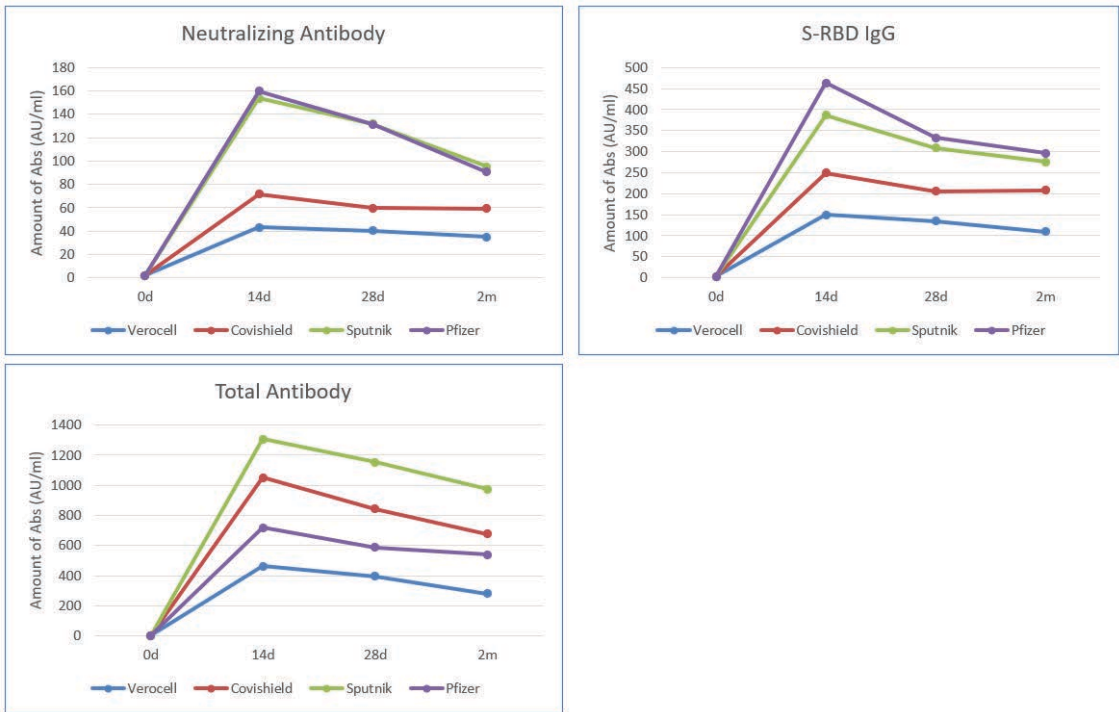 Neutralizing Antibody
Amount of Abs (AU/ml)
180
160
140
120
100
80
60
40
20
0
0d 14d 28d 2m
Verocell Covishield Sputnik Pfizer
S-RBD IgG
Amount of Abs (AU/ml)
500
450
400
350
300
250
200
150
100
50
0
0d 14d 28d 2m
Verocell Covishield Sputnik Pfizer
Total Antibody
Amount of Abs (AU/ml)
1400
1200
1000
800
600
400
200
0
0d 14d 28d 2m
Verocell Covishield Sputnik Pfizer